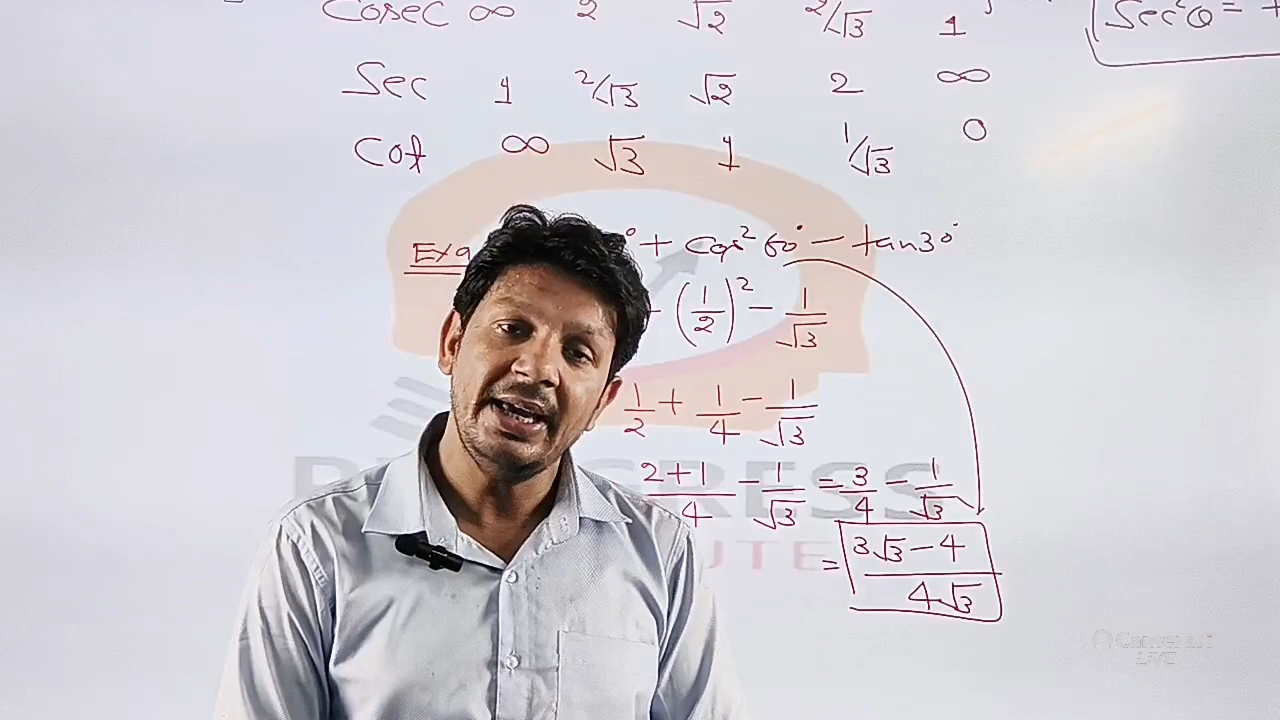 Cosec ∞ 2 √2 2/√3 1
Sec²θ = +
Sec 1 2/√3 √2 2 ∞
Cot ∞ √3 1 1/√3 0
° + Cos² 60° − tan30°
(1/2)² − 1/√3
1/2 + 1/4 − 1/√3
(2+1)/4 − 1/√3 = 3/4 − 1/√3
= (3√3 − 4)/(4√3)
LIVE